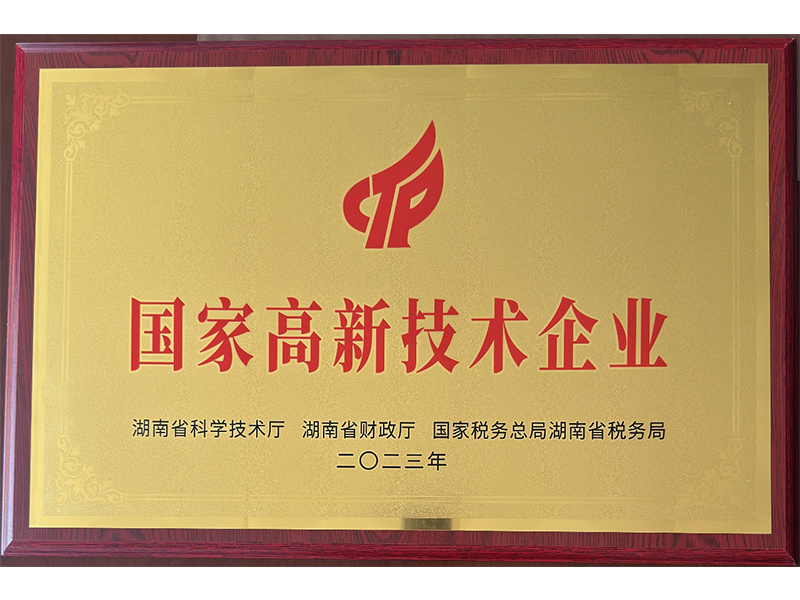 CTP
国家高新技术企业
湖南省科学技术厅 湖南省财政厅 国家税务总局湖南省税务局
二〇二三年